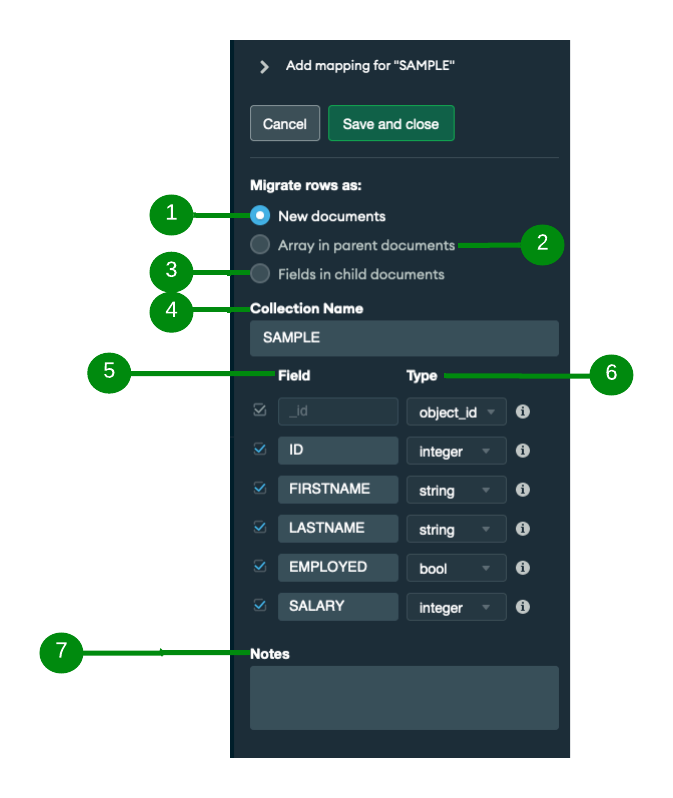 Add mapping for "SAMPLE"
Cancel Save and close
Migrate rows as:
1 New documents
Array in parent documents 2
3 Fields in child documents
4 Collection Name
SAMPLE
5 Field Type 6
_id object_id
ID integer
FIRSTNAME string
LASTNAME string
EMPLOYED bool
SALARY integer
7 Notes